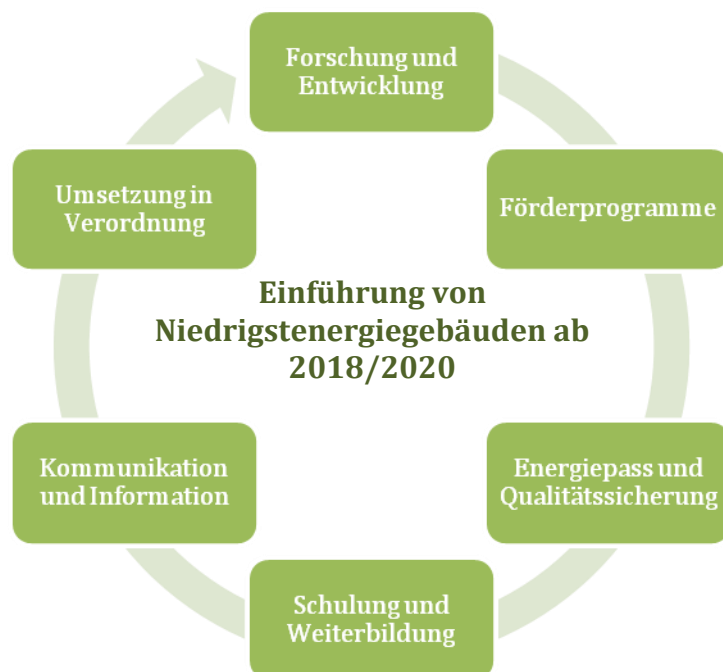 Forschung und
Entwicklung
Förderprogramme
Energiepass und
Qualitätssicherung
Schulung und
Weiterbildung
Kommunikation
und Information
Umsetzung in
Verordnung
Einführung von
Niedrigstenergiegebäuden ab
2018/2020